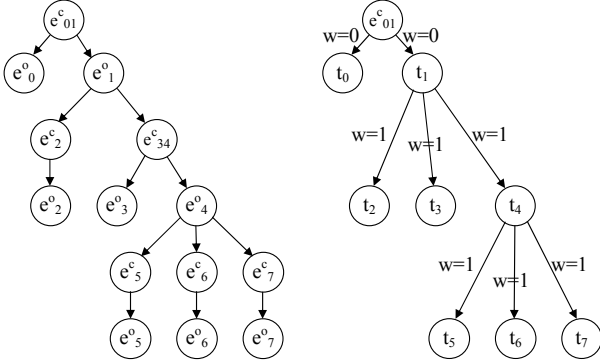 e^c_01 e^c_01
w=0 w=0
e^o_0 e^o_1 t_0 t_1
e^c_2 e^c_34 w=1 w=1 w=1
e^o_2 e^o_3 e^o_4 t_2 t_3 t_4
e^c_5 e^c_6 e^c_7 w=1 w=1 w=1
e^o_5 e^o_6 e^o_7 t_5 t_6 t_7